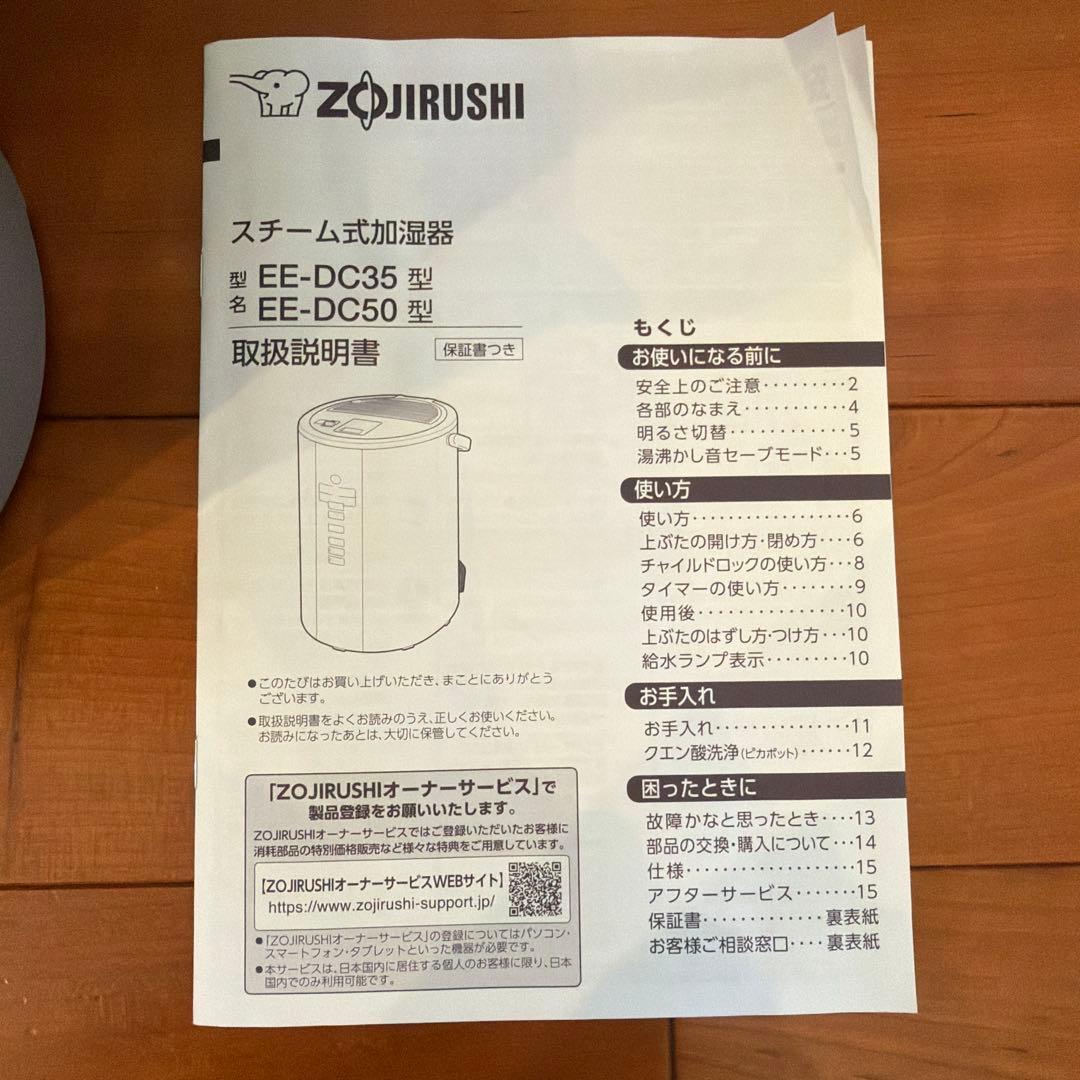 ZOJIRUSHI
スチーム式加湿器
型名 EE-DC35 型
EE-DC50 型
取扱説明書 保証書つき
●このたびはお買い上げいただき、まことにありがとう
ございます。
●取扱説明書をよくお読みのうえ、正しくお使いください。
お読みになったあとは、大切に保管してください。
「ZOJIRUSHIオーナーサービス」で
製品登録をお願いいたします。
ZOJIRUSHIオーナーサービスではご登録いただいたお客様に
消耗部品の特別価格販売など様々な特典をご用意しています。
【ZOJIRUSHIオーナーサービスWEBサイト】
https://www.zojirushi-support.jp/
●「ZOJIRUSHIオーナーサービス」の登録についてはパソコン・
スマートフォン・タブレットといった機器が必要です。
●本サービスは、日本国内に居住する個人のお客様に限り、日本
国内でのみ利用可能です。
もくじ
お使いになる前に
安全上のご注意・・・・・・・・・2
各部のなまえ・・・・・・・・・・・4
明るさ切替・・・・・・・・・・・・5
湯沸かし音セーブモード・・・5
使い方
使い方・・・・・・・・・・・・・・・・・・6
上ぶたの開け方・閉め方・・・・6
チャイルドロックの使い方・・・8
タイマーの使い方・・・・・・・・9
使用後・・・・・・・・・・・・・・・10
上ぶたのはずし方・つけ方・・・10
給水ランプ表示・・・・・・・・・10
お手入れ
お手入れ・・・・・・・・・・・・・・・11
クエン酸洗浄(ピカポット)・・・・・・12
困ったときに
故障かなと思ったとき・・・・13
部品の交換・購入について・・・14
仕様・・・・・・・・・・・・・・・・・15
アフターサービス・・・・・・・15
保証書・・・・・・・・・・・・裏表紙
お客様ご相談窓口・・・・裏表紙